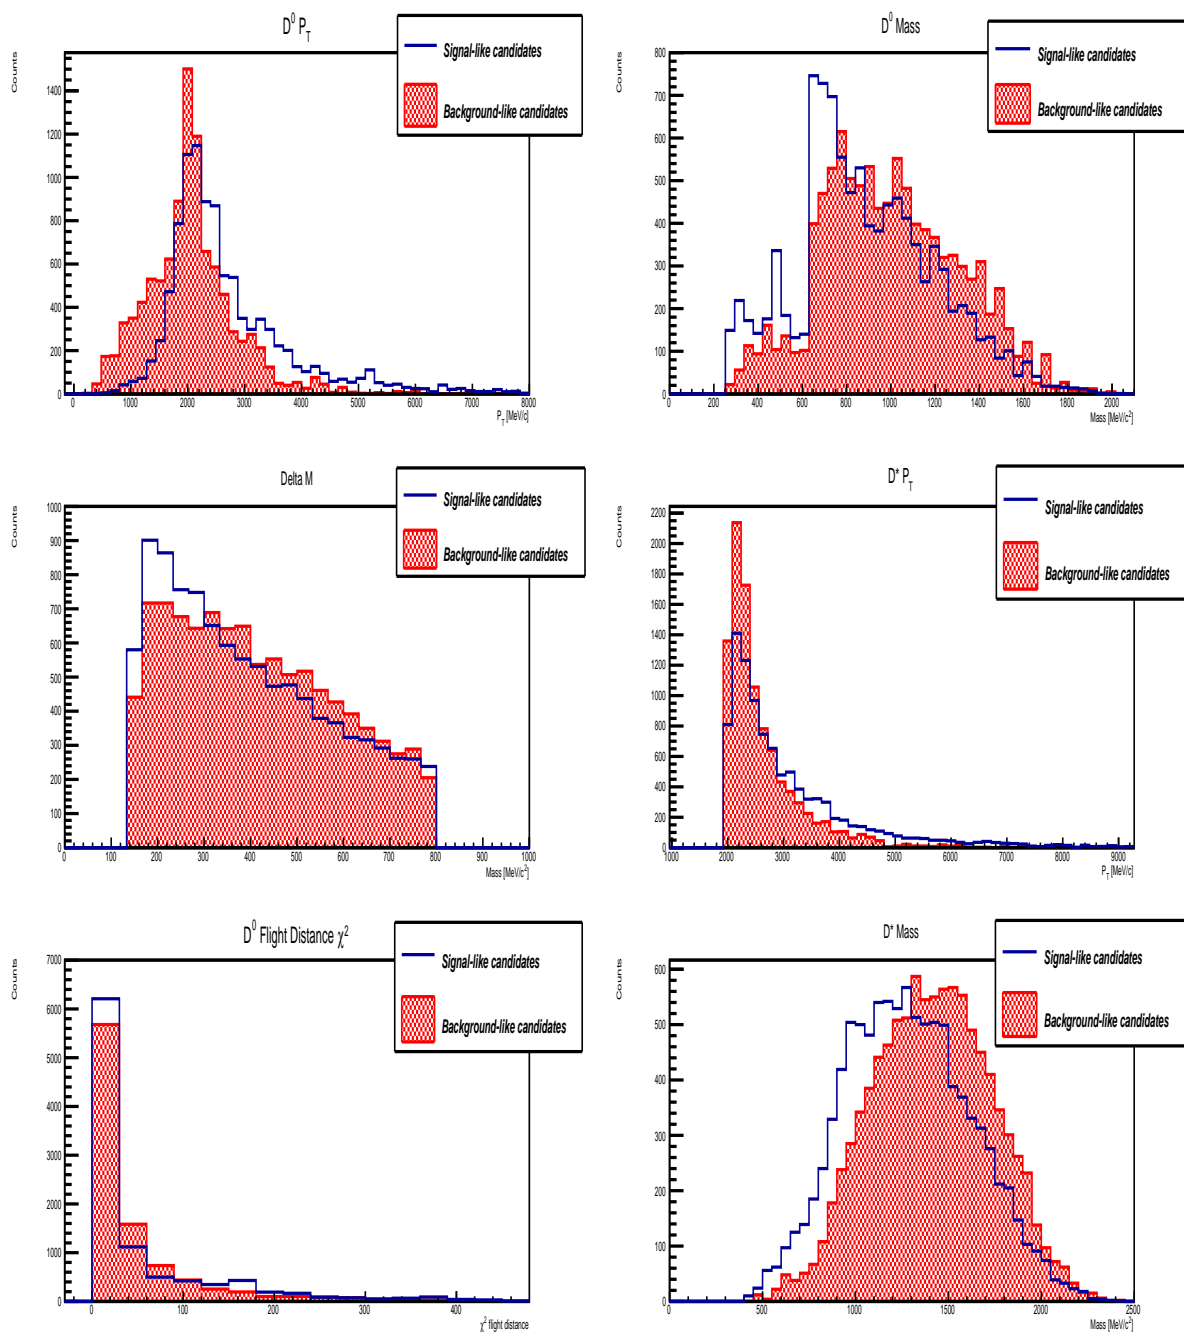 D⁰ P_T
Counts
Signal-like candidates
Background-like candidates
1400
1200
1000
800
600
400
200
0
0 1000 2000 3000 4000 5000 6000 7000 8000
P_T [MeV/c]
D⁰ Mass
Counts
Signal-like candidates
Background-like candidates
800
700
600
500
400
300
200
100
0
0 200 400 600 800 1000 1200 1400 1600 1800 2000
Mass [MeV/c²]
Delta M
Counts
Signal-like candidates
Background-like candidates
1000
900
800
700
600
500
400
300
200
100
0
0 100 200 300 400 500 600 700 800 900 1000
Mass [MeV/c²]
D* P_T
Counts
Signal-like candidates
Background-like candidates
2200
2000
1800
1600
1400
1200
1000
800
600
400
200
0
1000 2000 3000 4000 5000 6000 7000 8000 9000
P_T [MeV/c]
D⁰ Flight Distance χ²
Counts
Signal-like candidates
Background-like candidates
7000
6000
5000
4000
3000
2000
1000
0
0 100 200 300 400
χ² flight distance
D* Mass
Counts
Signal-like candidates
Background-like candidates
600
500
400
300
200
100
0
0 500 1000 1500 2000 2500
Mass [MeV/c²]